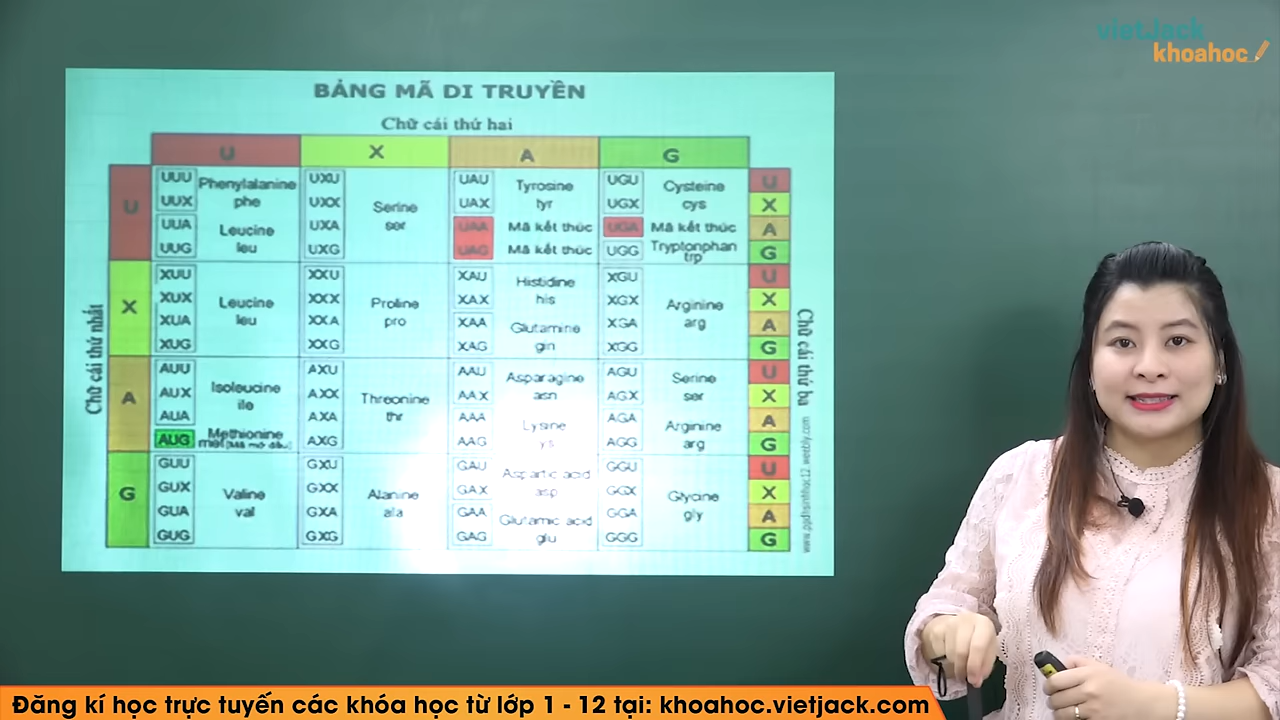 vietJack
khoahoc
BẢNG MÃ DI TRUYỀN
Chữ cái thứ hai
U X A G
Chữ cái thứ nhất
U
UUU
UUX
Phenylalanine
phe
UUA
UUG
Leucine
leu
UXU
UXX
UXA
UXG
Serine
ser
UAU
UAX
Tyrosine
tyr
UAA Mã kết thúc
UAG Mã kết thúc
UGU
UGX
Cysteine
cys
UGA Mã kết thúc
UGG Tryptonphan
trp
U
X
A
G
X
XUU
XUX
XUA
XUG
Leucine
leu
XXU
XXX
XXA
XXG
Proline
pro
XAU
XAX
Histidine
his
XAA
XAG
Glutamine
gin
XGU
XGX
XGA
XGG
Arginine
arg
U
X
A
G
A
AUU
AUX
AUA
Isoleucine
ile
AUG Methionine
met [Mã mở đầu]
AXU
AXX
AXA
AXG
Threonine
thr
AAU
AAX
Asparagine
asn
AAA
AAG
Lysine
ys
AGU
AGX
Serine
ser
AGA
AGG
Arginine
arg
U
X
A
G
G
GUU
GUX
GUA
GUG
Valine
val
GXU
GXX
GXA
GXG
Alanine
ala
GAU
GAX
Aspartic acid
asp
GAA
GAG
Glutamic acid
glu
GGU
GGX
GGA
GGG
Glycine
gly
U
X
A
G
Chữ cái thứ ba
Đăng kí học trực tuyến các khóa học từ lớp 1 - 12 tại: khoahoc.vietjack.com